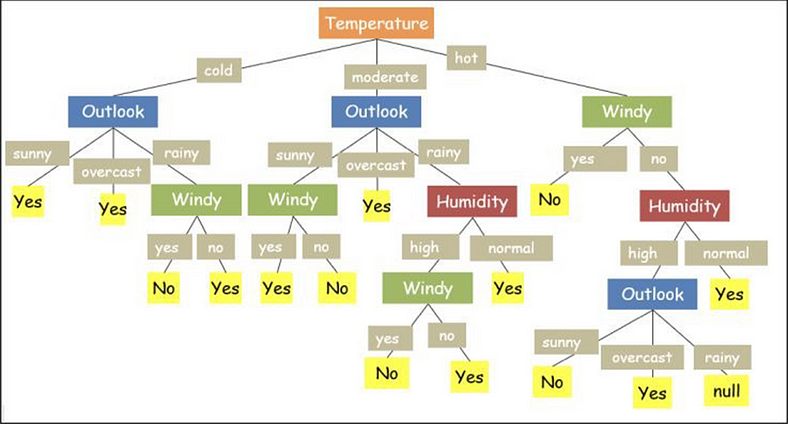 Temperature
cold
moderate
hot
Outlook
Outlook
Windy
sunny
overcast
rainy
sunny
overcast
rainy
yes
no
Yes
Yes
Windy
Windy
Yes
Humidity
No
Humidity
yes
no
yes
no
high
normal
high
normal
No
Yes
Yes
No
Windy
Yes
Outlook
Yes
yes
no
sunny
overcast
rainy
No
Yes
No
Yes
null